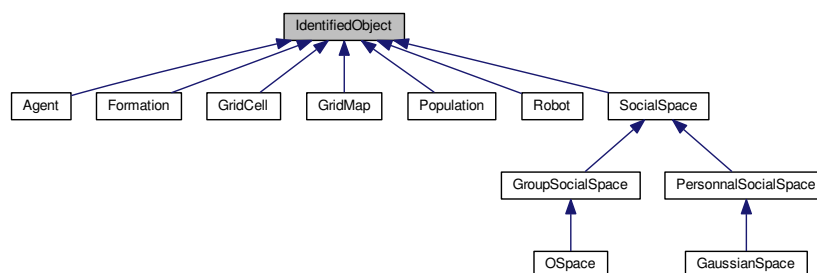 IdentifiedObject
Agent
Formation
GridCell
GridMap
Population
Robot
SocialSpace
GroupSocialSpace
PersonnalSocialSpace
OSpace
GaussianSpace